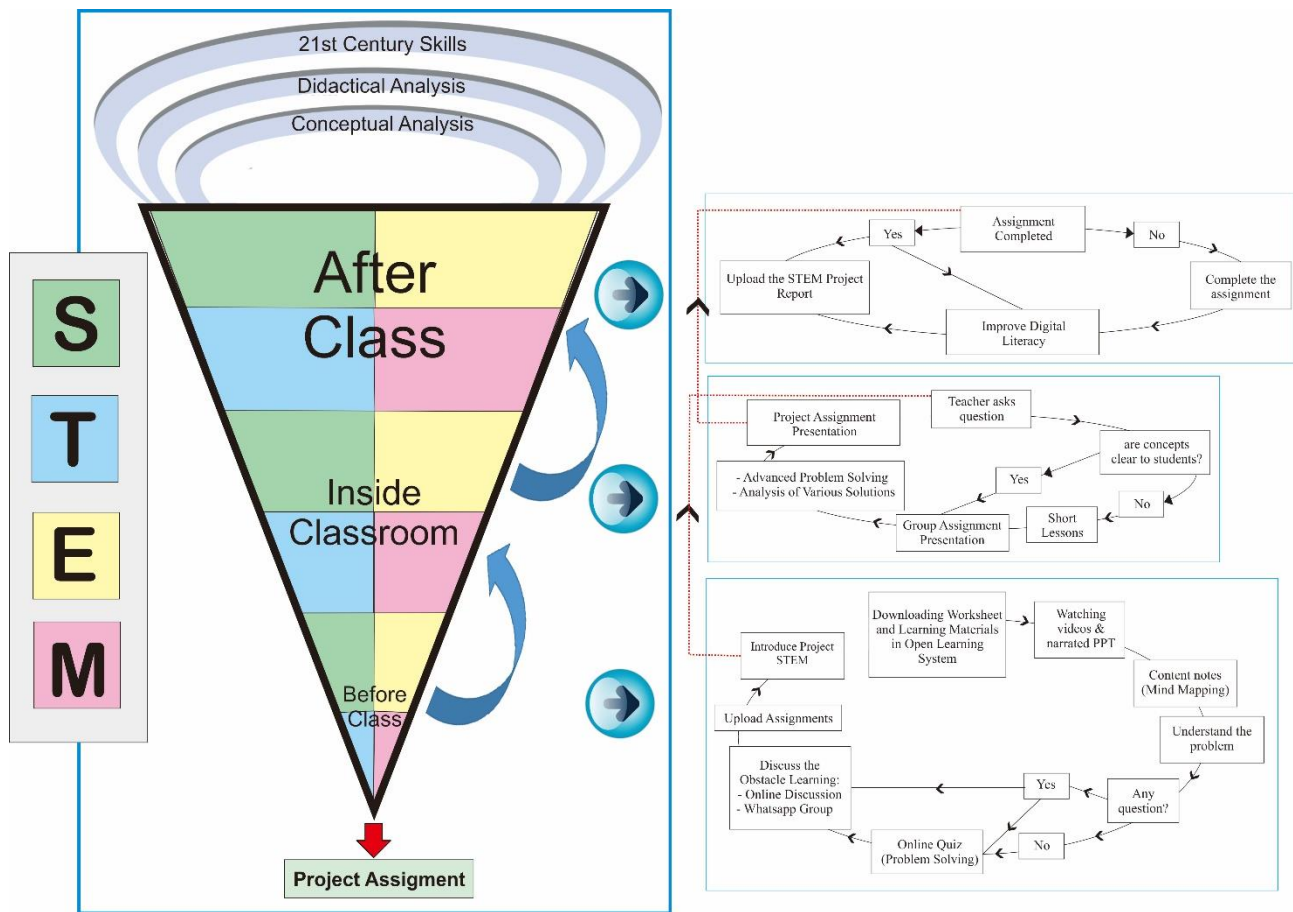 21st Century Skills
Didactical Analysis
Conceptual Analysis
S
T
E
M
After
Class
Inside
Classroom
Before
Class
Project Assigment
Assignment
Completed
Yes
No
Upload the STEM Project
Report
Complete the
assignment
Improve Digital
Literacy
Teacher asks
question
Project Assignment
Presentation
are concepts
clear to students?
- Advanced Problem Solving
- Analysis of Various Solutions
Yes
No
Group Assignment
Presentation
Short
Lessons
Downloading Worksheet
and Learning Materials
in Open Learning
System
Watching
videos &
narrated PPT
Introduce Project
STEM
Content notes
(Mind Mapping)
Upload Assignments
Understand the
problem
Discuss the
Obstacle Learning:
- Online Discussion
- Whatsapp Group
Yes
Any
question?
Online Quiz
(Problem Solving)
No